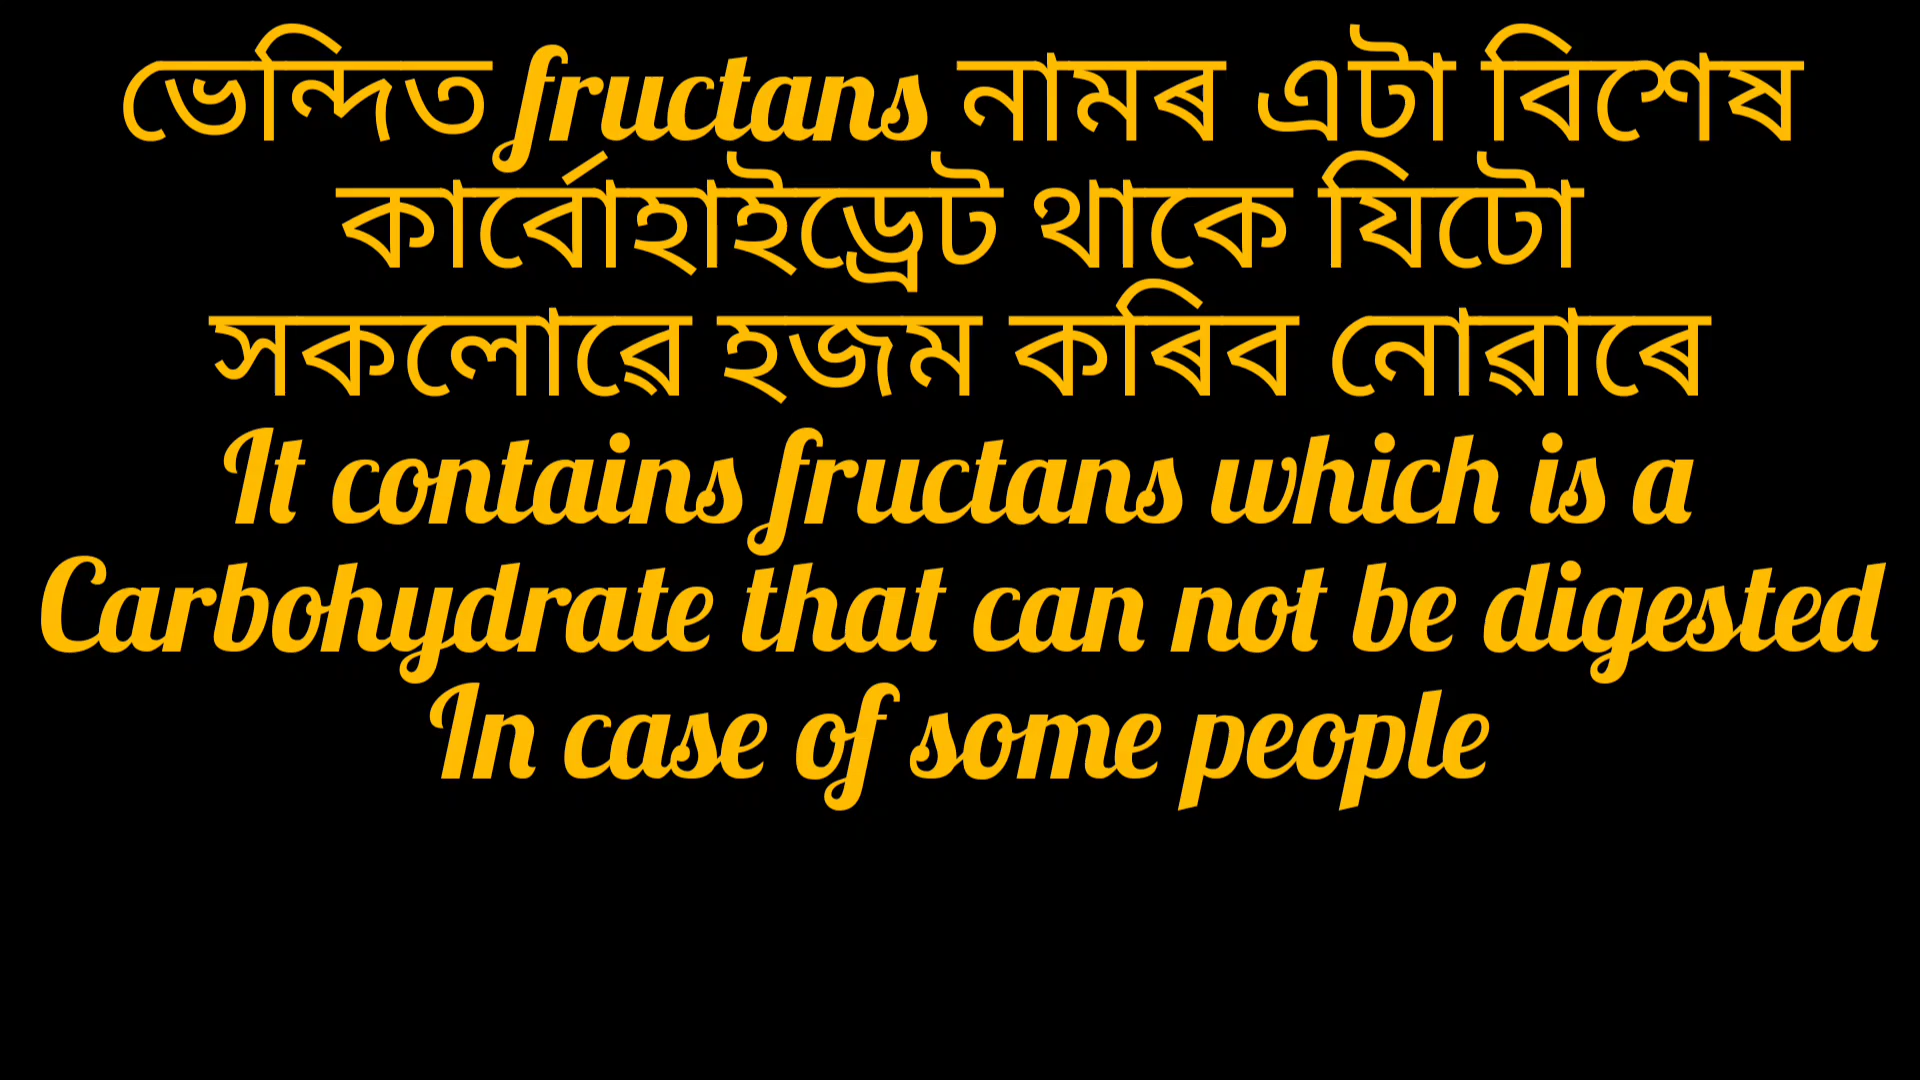 ভেন্দিত fructans নামৰ এটা বিশেষ
কাৰ্বোহাইড্ৰেট থাকে যিটো
সকলোৱে হজম কৰিব নোৱাৰে
It contains fructans which is a
Carbohydrate that can not be digested
In case of some people